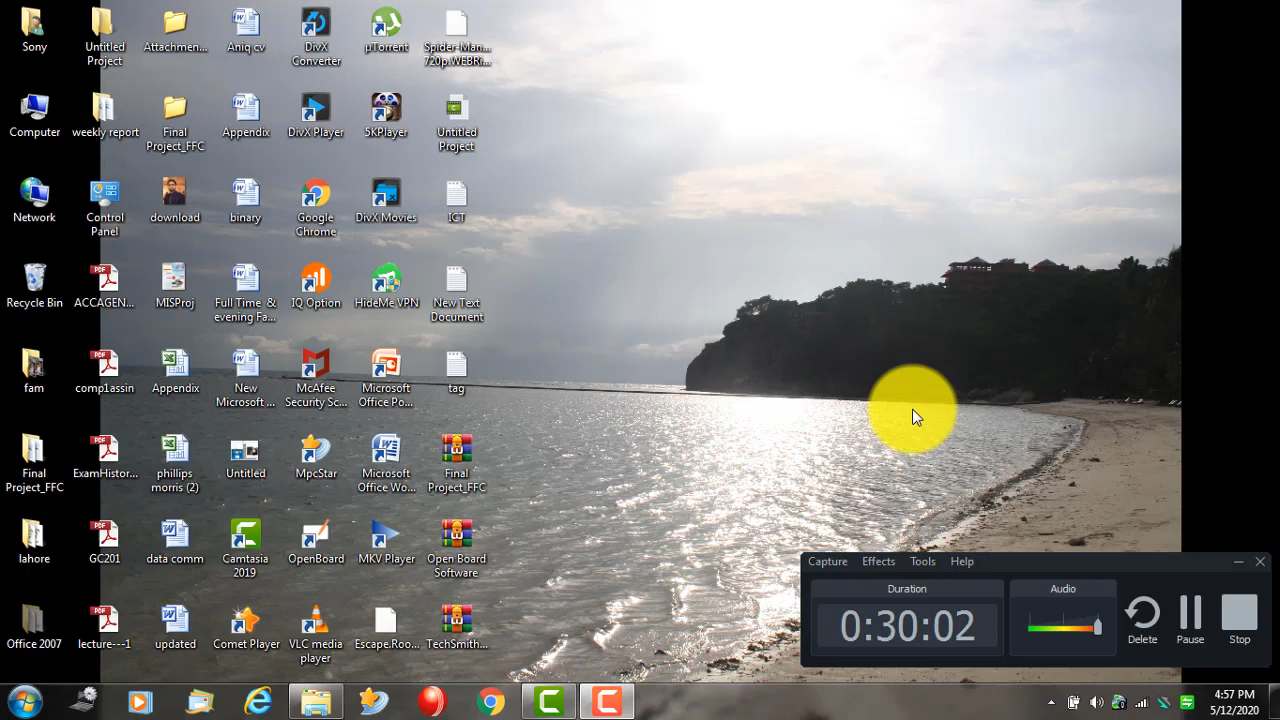 Sony
Untitled
Project
Attachmen...
Aniq cv
DivX
Converter
µTorrent
Spider-Man...
720p.WEBRi...
Computer
weekly report
Final
Project_FFC
Appendix
DivX Player
5KPlayer
Untitled
Project
Network
Control
Panel
download
binary
Google
Chrome
DivX Movies
ICT
Recycle Bin
ACCAGEN...
MISProj
Full Time &
evening Fa...
IQ Option
HideMe VPN
New Text
Document
fam
comp1assin
Appendix
New
Microsoft ...
McAfee
Security Sc...
Microsoft
Office Po...
tag
Final
Project_FFC
ExamHistor...
phillips
morris (2)
Untitled
MpcStar
Microsoft
Office Wo...
Final
Project_FFC
lahore
GC201
data comm
Camtasia
2019
OpenBoard
MKV Player
Open Board
Software
Office 2007
lecture---1
updated
Comet Player
VLC media
player
Escape.Roo...
TechSmith...
Capture Effects Tools Help
Duration
Audio
0:30:02
Delete
Pause
Stop
4:57 PM
5/12/2020